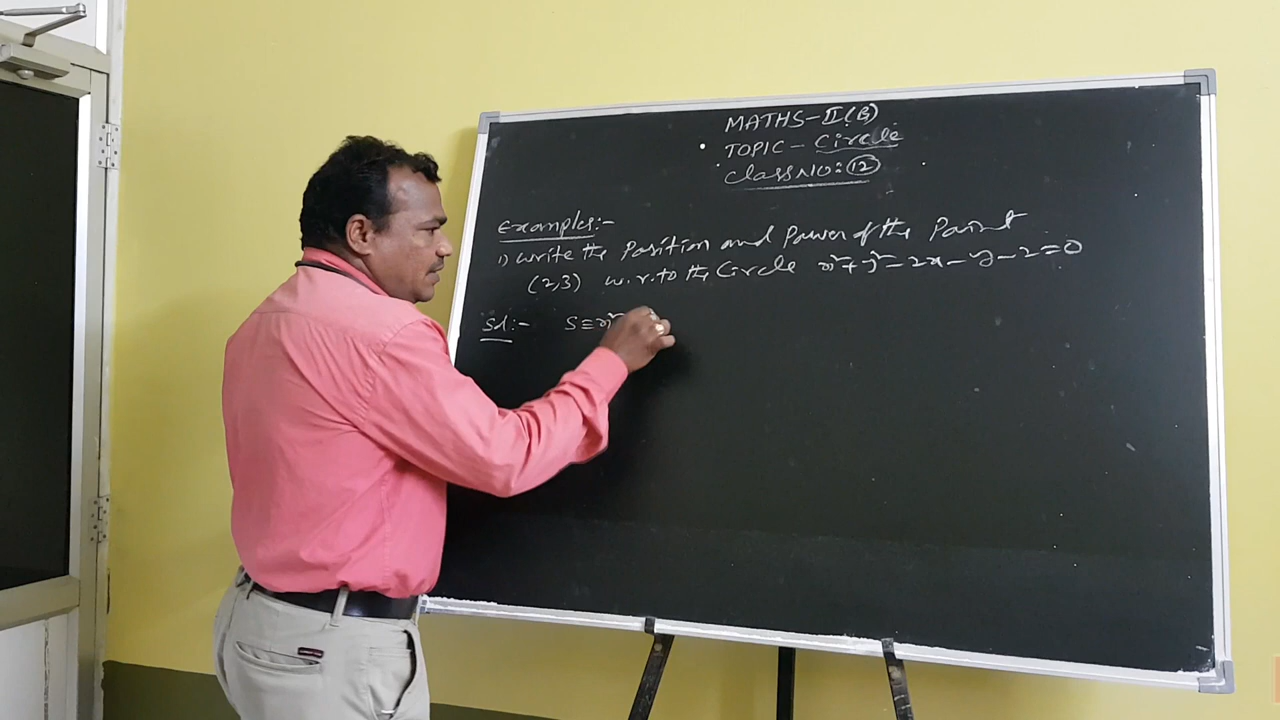 MATHS-II(B)
TOPIC - Circle
Class NO: 12
Examples:-
1) write the Position and Power of the Point
(2,3) w.r.to the Circle x²+y²-2x-y-2=0
Sol:- S≡x²